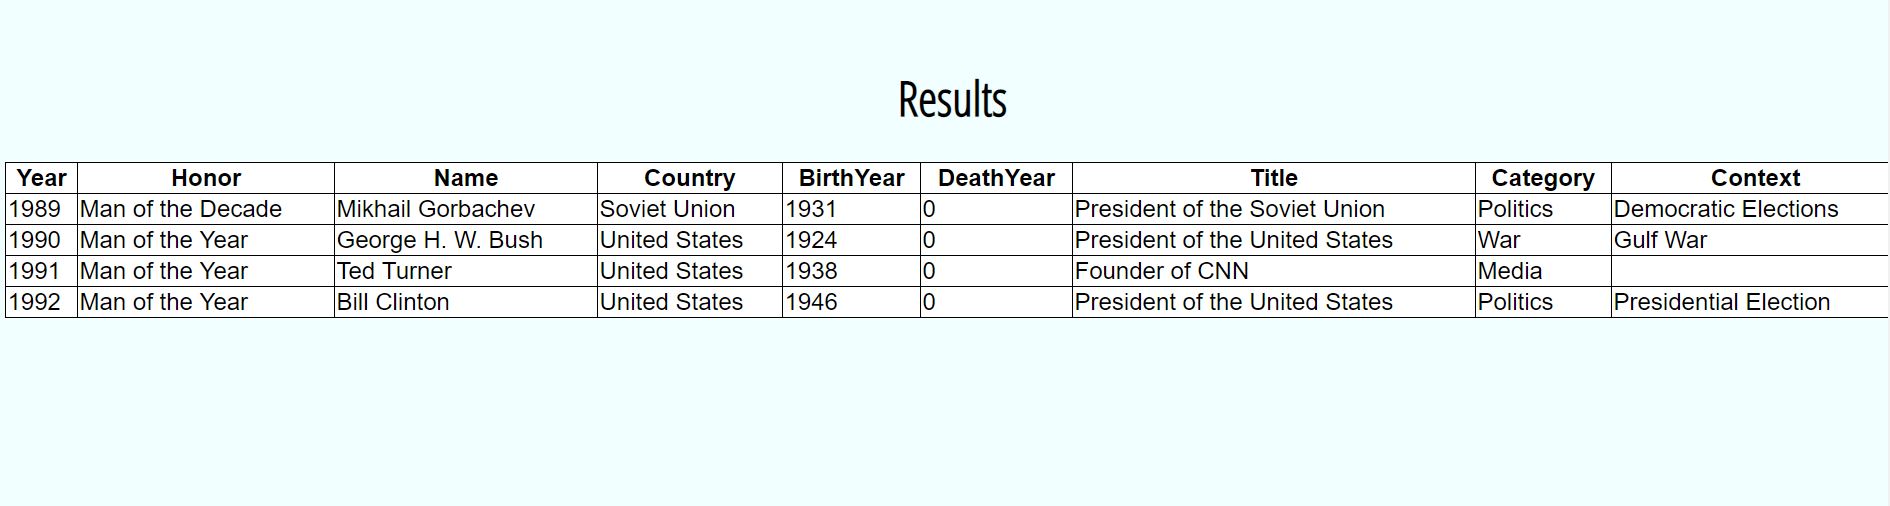 Results
Year Honor Name Country BirthYear DeathYear Title Category Context
1989 Man of the Decade Mikhail Gorbachev Soviet Union 1931 0 President of the Soviet Union Politics Democratic Elections
1990 Man of the Year George H. W. Bush United States 1924 0 President of the United States War Gulf War
1991 Man of the Year Ted Turner United States 1938 0 Founder of CNN Media
1992 Man of the Year Bill Clinton United States 1946 0 President of the United States Politics Presidential Election